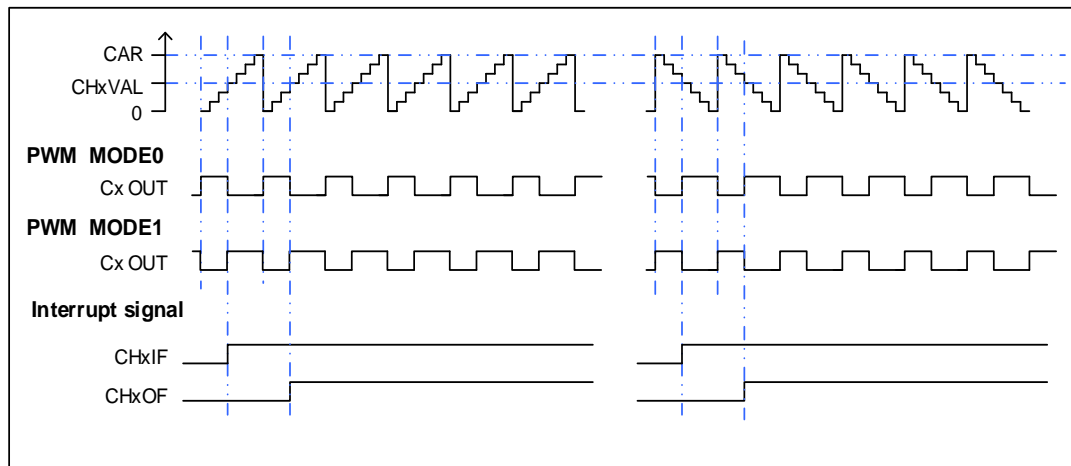 CAR
CHxVAL
0
PWM MODE0
Cx OUT
PWM MODE1
Cx OUT
Interrupt signal
CHxIF
CHxOF